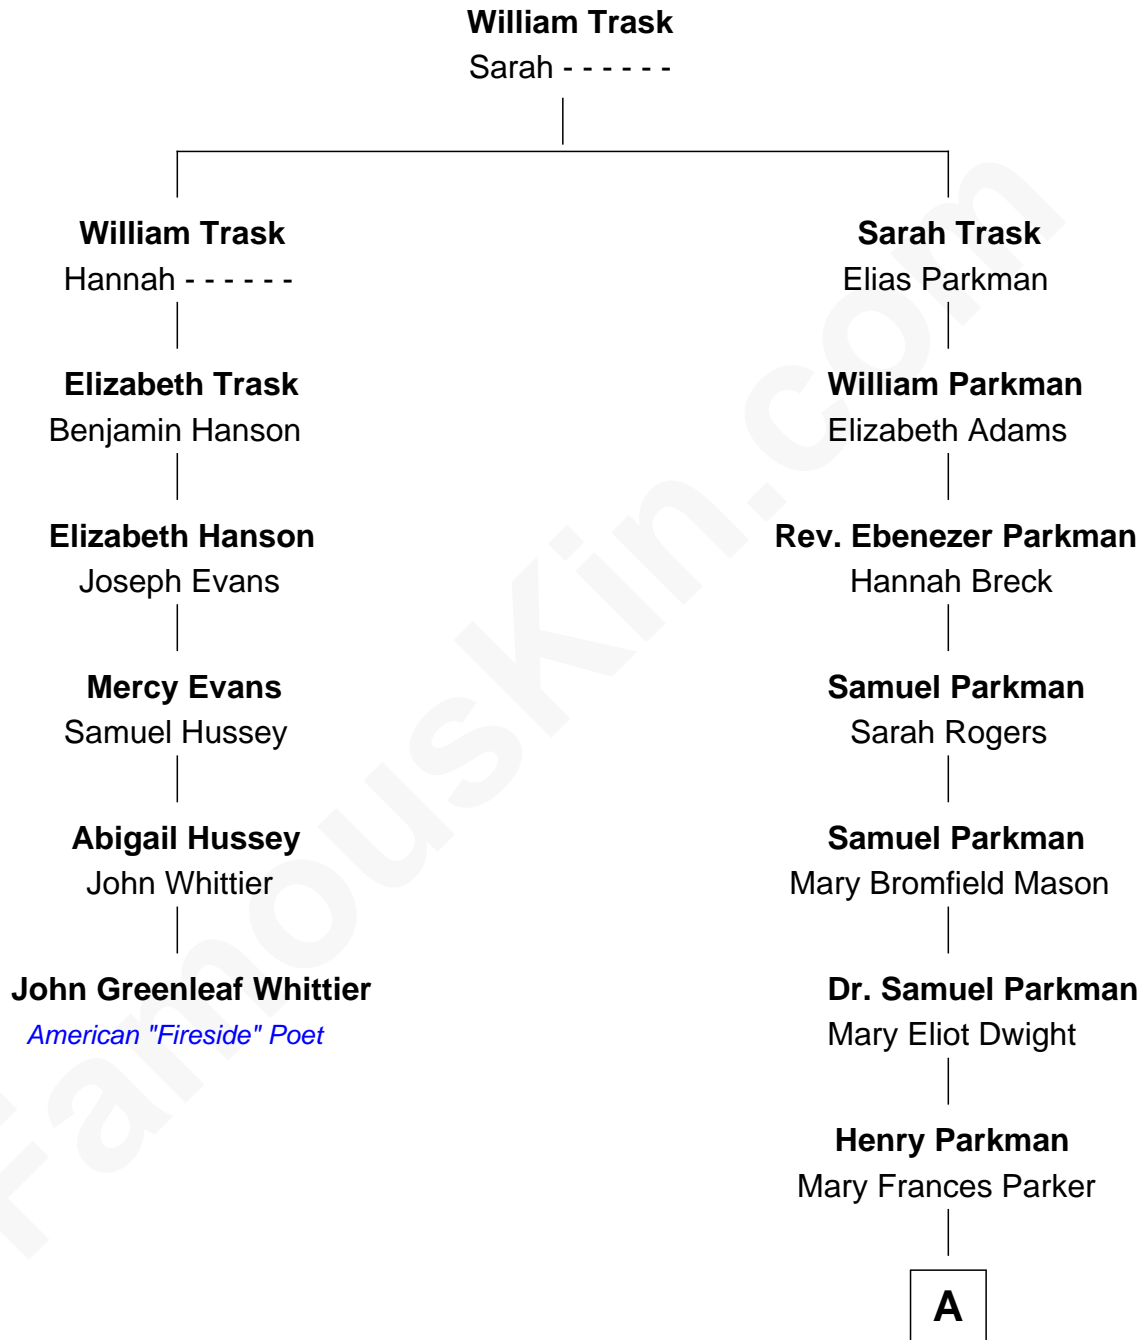 William Trask
Sarah - - - - - -
William Trask
Hannah - - - - - -
Elizabeth Trask
Benjamin Hanson
Elizabeth Hanson
Joseph Evans
Mercy Evans
Samuel Hussey
Abigail Hussey
John Whittier
John Greenleaf Whittier
American "Fireside" Poet
Sarah Trask
Elias Parkman
William Parkman
Elizabeth Adams
Rev. Ebenezer Parkman
Hannah Breck
Samuel Parkman
Sarah Rogers
Samuel Parkman
Mary Bromfield Mason
Dr. Samuel Parkman
Mary Eliot Dwight
Henry Parkman
Mary Frances Parker
A
FamousKin.com